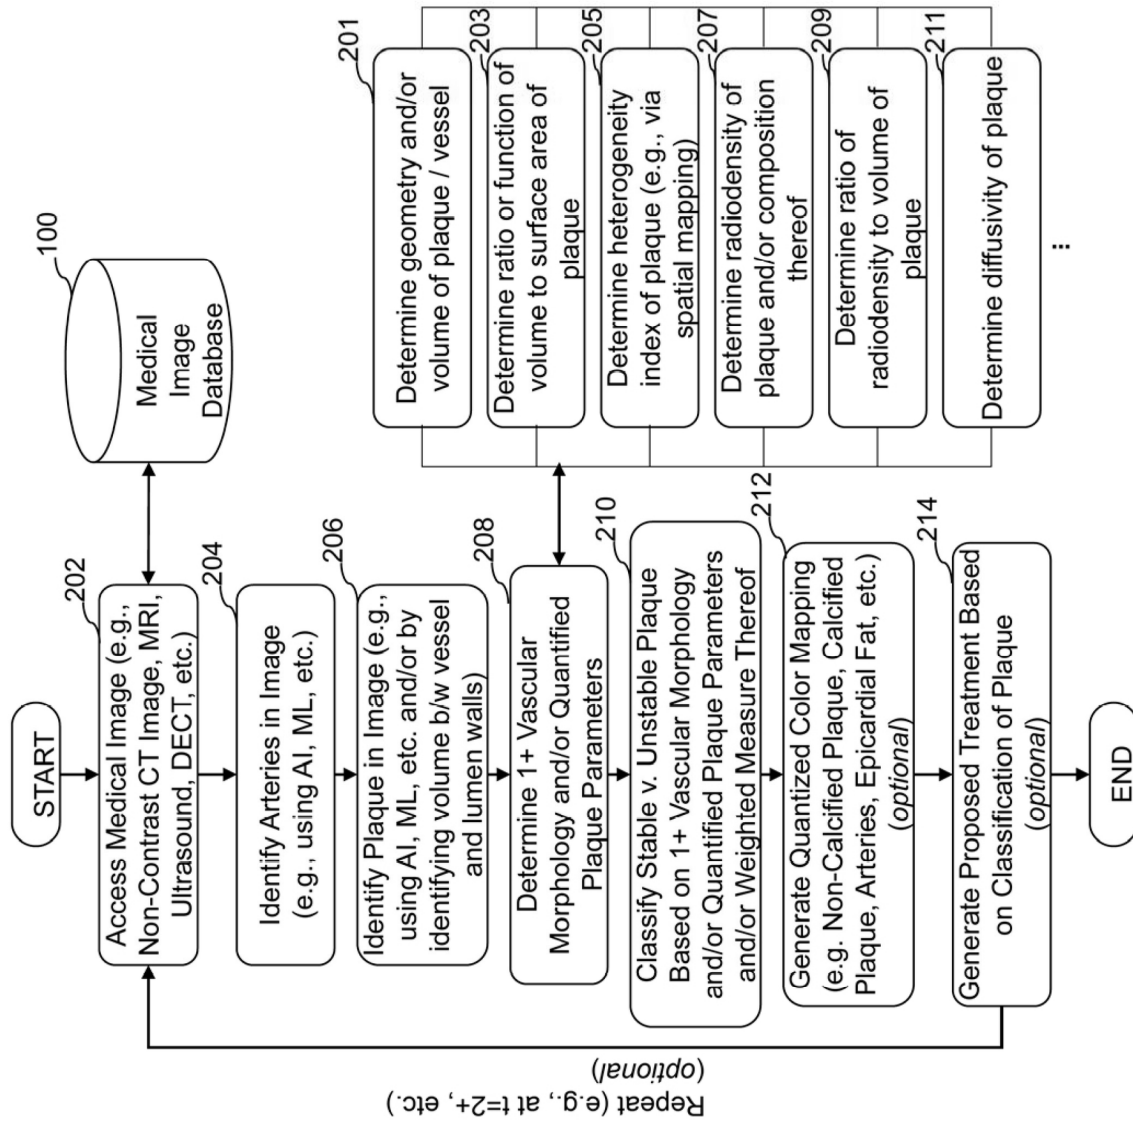 START
202
Access Medical Image (e.g.,
Non-Contrast CT Image, MRI,
Ultrasound, DECT, etc.)
100
Medical
Image
Database
204
Identify Arteries in Image
(e.g., using AI, ML, etc.)
206
Identify Plaque in Image (e.g.,
using AI, ML, etc. and/or by
identifying volume b/w vessel
and lumen walls)
208
Determine 1+ Vascular
Morphology and/or Quantified
Plaque Parameters
201
Determine geometry and/or
volume of plaque / vessel
203
Determine ratio or function of
volume to surface area of
plaque
205
Determine heterogeneity
index of plaque (e.g., via
spatial mapping)
207
Determine radiodensity of
plaque and/or composition
thereof
209
Determine ratio of
radiodensity to volume of
plaque
211
Determine diffusivity of plaque
...
210
Classify Stable v. Unstable Plaque
Based on 1+ Vascular Morphology
and/or Quantified Plaque Parameters
and/or Weighted Measure Thereof
212
Generate Quantized Color Mapping
(e.g. Non-Calcified Plaque, Calcified
Plaque, Arteries, Epicardial Fat, etc.)
(optional)
214
Generate Proposed Treatment Based
on Classification of Plaque
(optional)
END
Repeat (e.g., at t=2+, etc.
(optional)